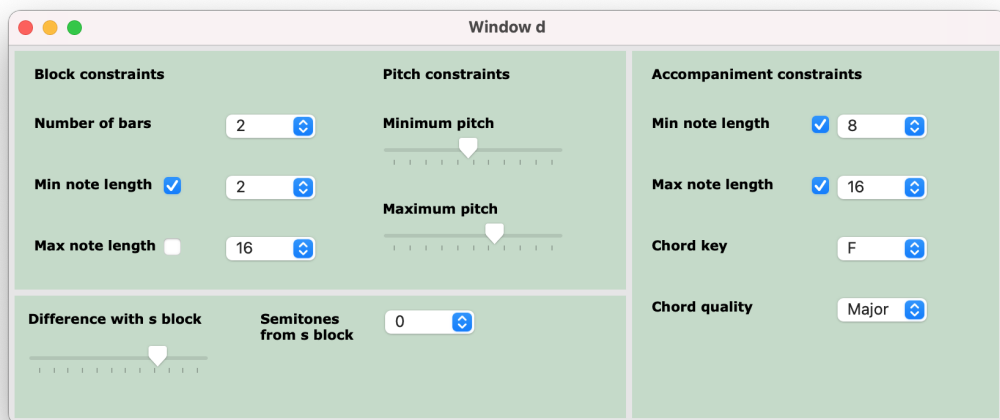 Window d
Block constraints
Number of bars 2
Min note length 2
Max note length 16
Pitch constraints
Minimum pitch
Maximum pitch
Accompaniment constraints
Min note length 8
Max note length 16
Chord key F
Chord quality Major
Difference with s block
Semitones
from s block 0